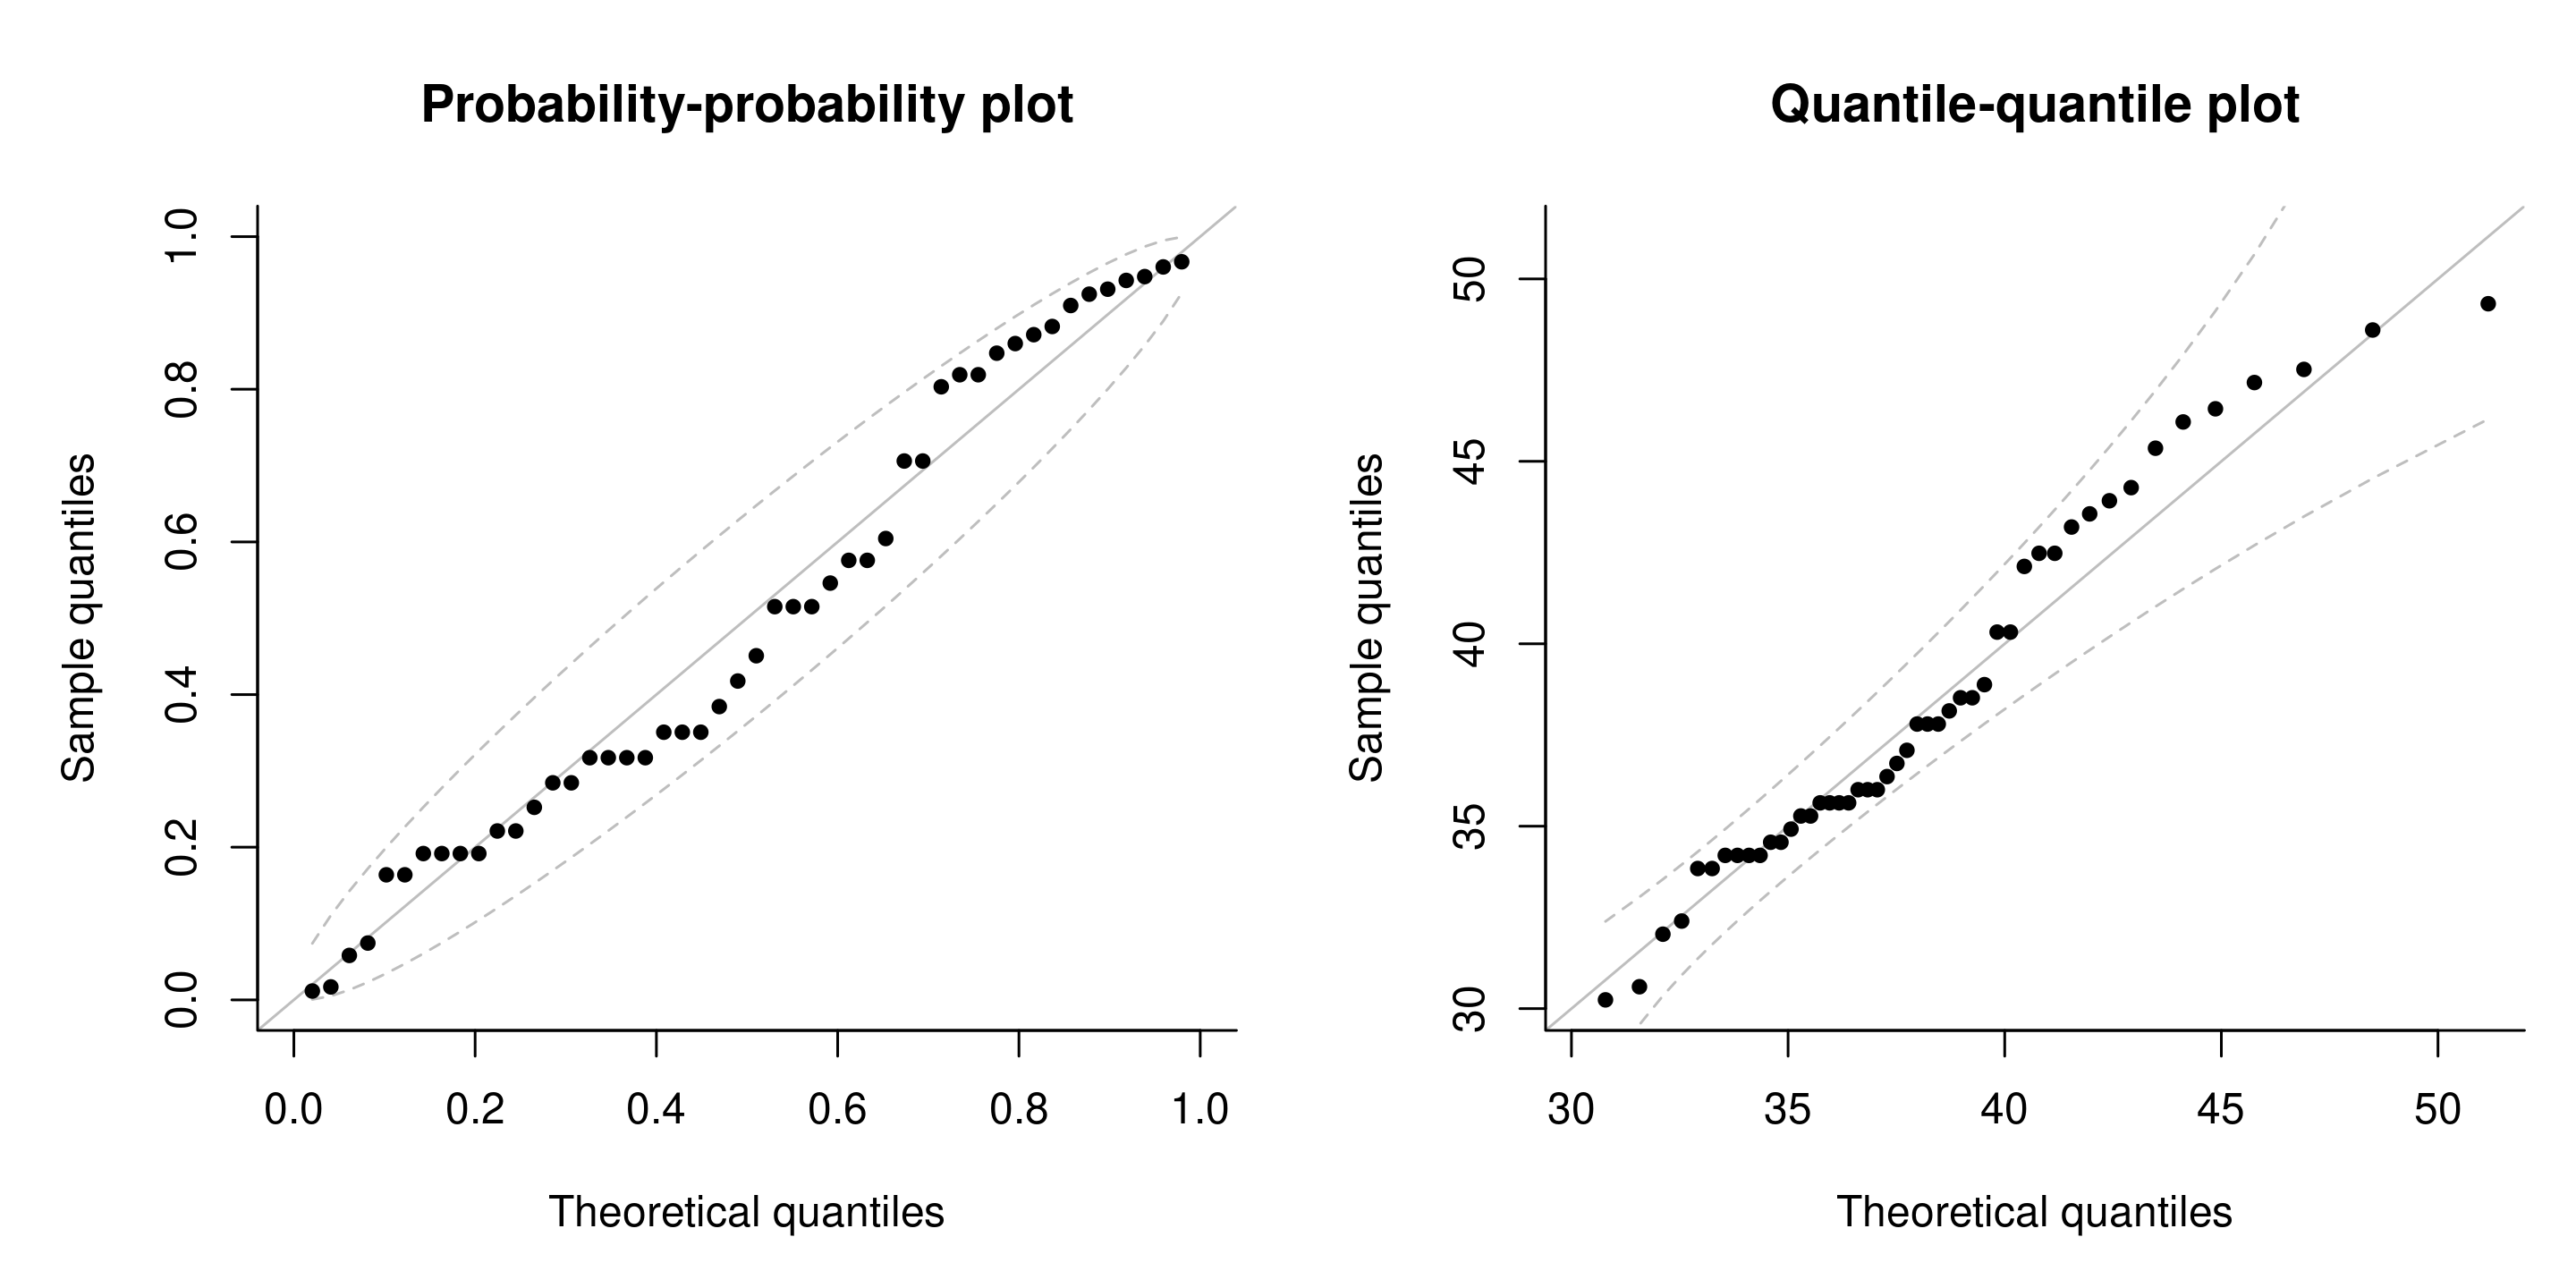 Probability-probability plot
Sample quantiles
1.0
0.8
0.6
0.4
0.2
0.0
0.0 0.2 0.4 0.6 0.8 1.0
Theoretical quantiles
Quantile-quantile plot
Sample quantiles
50
45
40
35
30
30 35 40 45 50
Theoretical quantiles